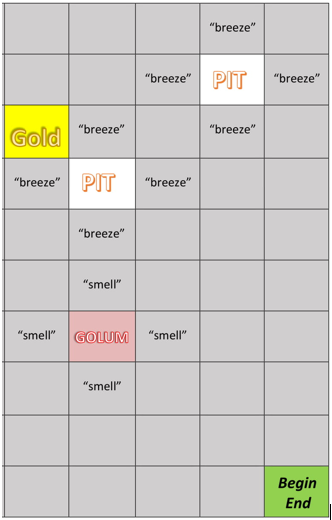 “breeze”
“breeze” PIT “breeze”
Gold “breeze” “breeze”
“breeze” PIT “breeze”
“breeze”
“smell”
“smell” GOLUM “smell”
“smell”
Begin
End